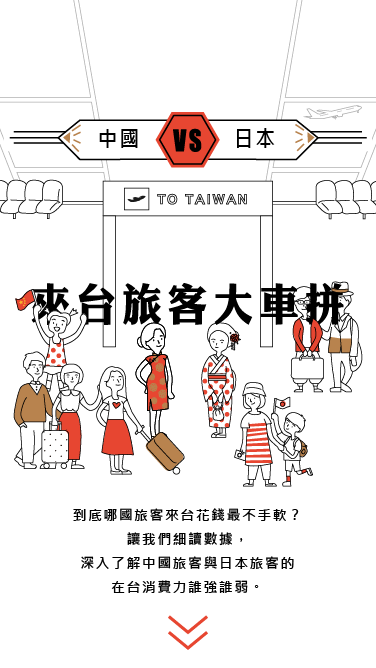 中國 VS 日本
TO TAIWAN
來台旅客大車拼
到底哪國旅客來台花錢最不手軟？
讓我們細讀數據，
深入了解中國旅客與日本旅客的
在台消費力誰強誰弱。